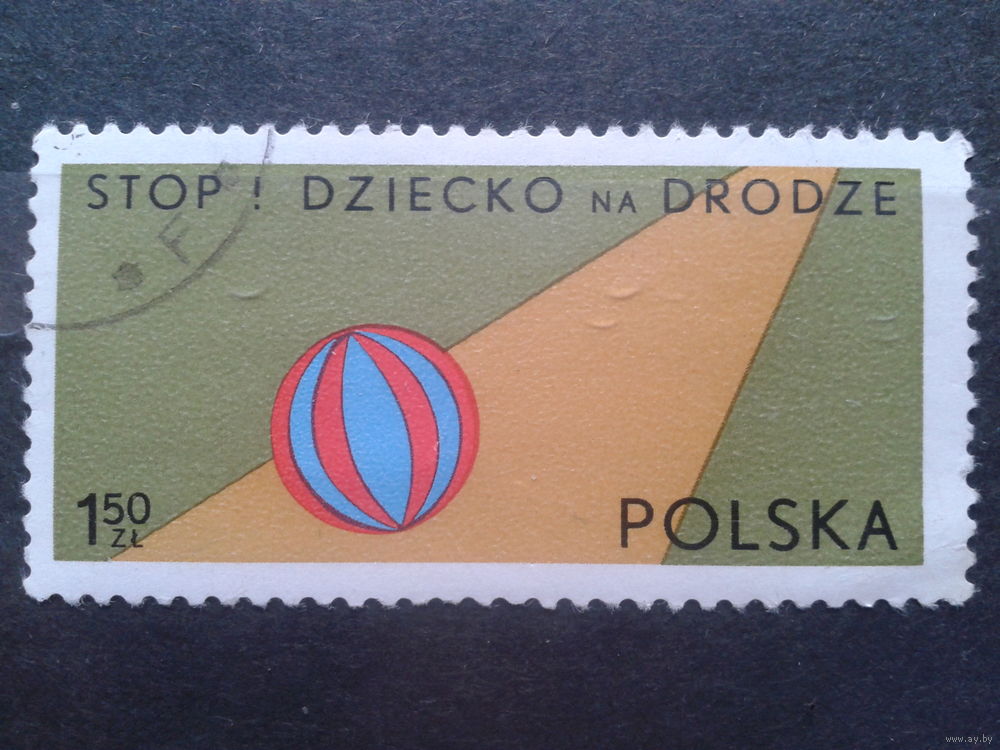 STOP ! DZIECKO NA DRODZE
F
1 50 ZŁ
POLSKA
www.ay.by